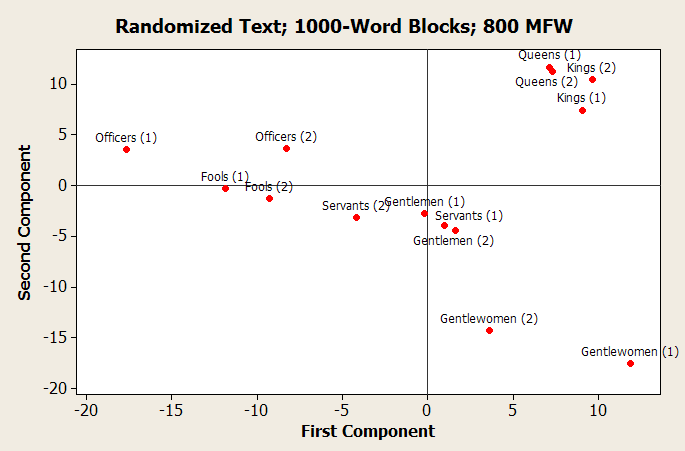 Randomized Text; 1000-Word Blocks; 800 MFW
Queens (1)
Kings (2)
Queens (2)
Kings (1)
Officers (1)
Officers (2)
Fools (1)
Fools (2)
Servants (2)
Gentlemen (1)
Servants (1)
Gentlemen (2)
Gentlewomen (2)
Gentlewomen (1)
Second Component
10
5
0
-5
-10
-15
-20
-20
-15
-10
-5
0
5
10
First Component